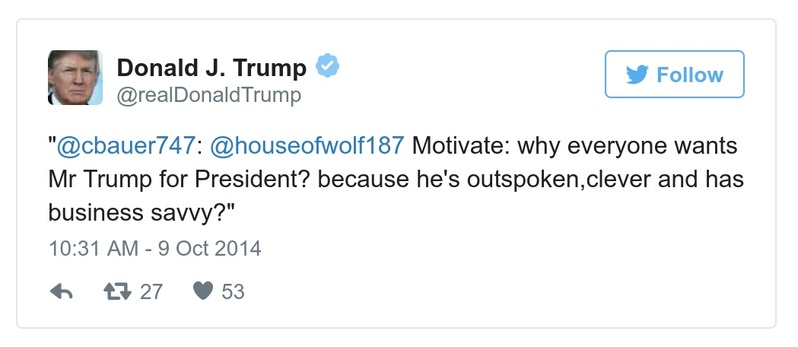 Donald J. Trump
@realDonaldTrump
Follow
"@cbauer747: @houseofwolf187 Motivate: why everyone wants
Mr Trump for President? because he's outspoken,clever and has
business savvy?"
10:31 AM - 9 Oct 2014
27 53